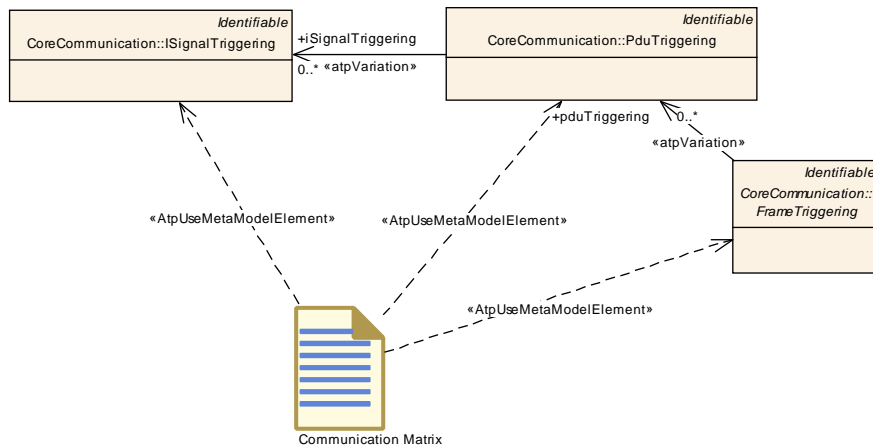 Identifiable
CoreCommunication::ISignalTriggering
Identifiable
CoreCommunication::PduTriggering
+iSignalTriggering
0..*
«atpVariation»
+pduTriggering
0..*
«atpVariation»
Identifiable
CoreCommunication::
FrameTriggering
«AtpUseMetaModelElement»
«AtpUseMetaModelElement»
«AtpUseMetaModelElement»
Communication Matrix